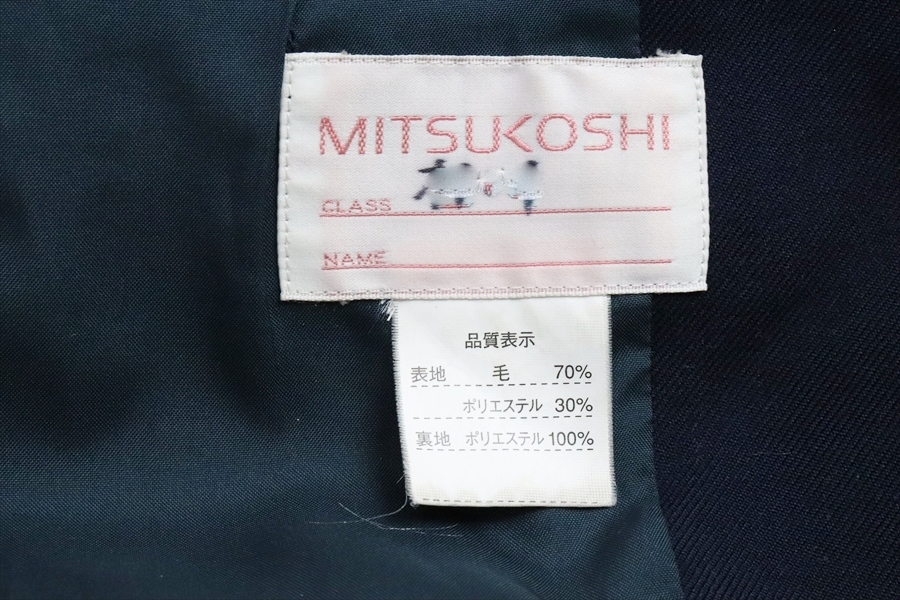 MITSUKOSHI
CLASS
NAME
品質表示
表地 毛 70%
ポリエステル 30%
裏地 ポリエステル 100%